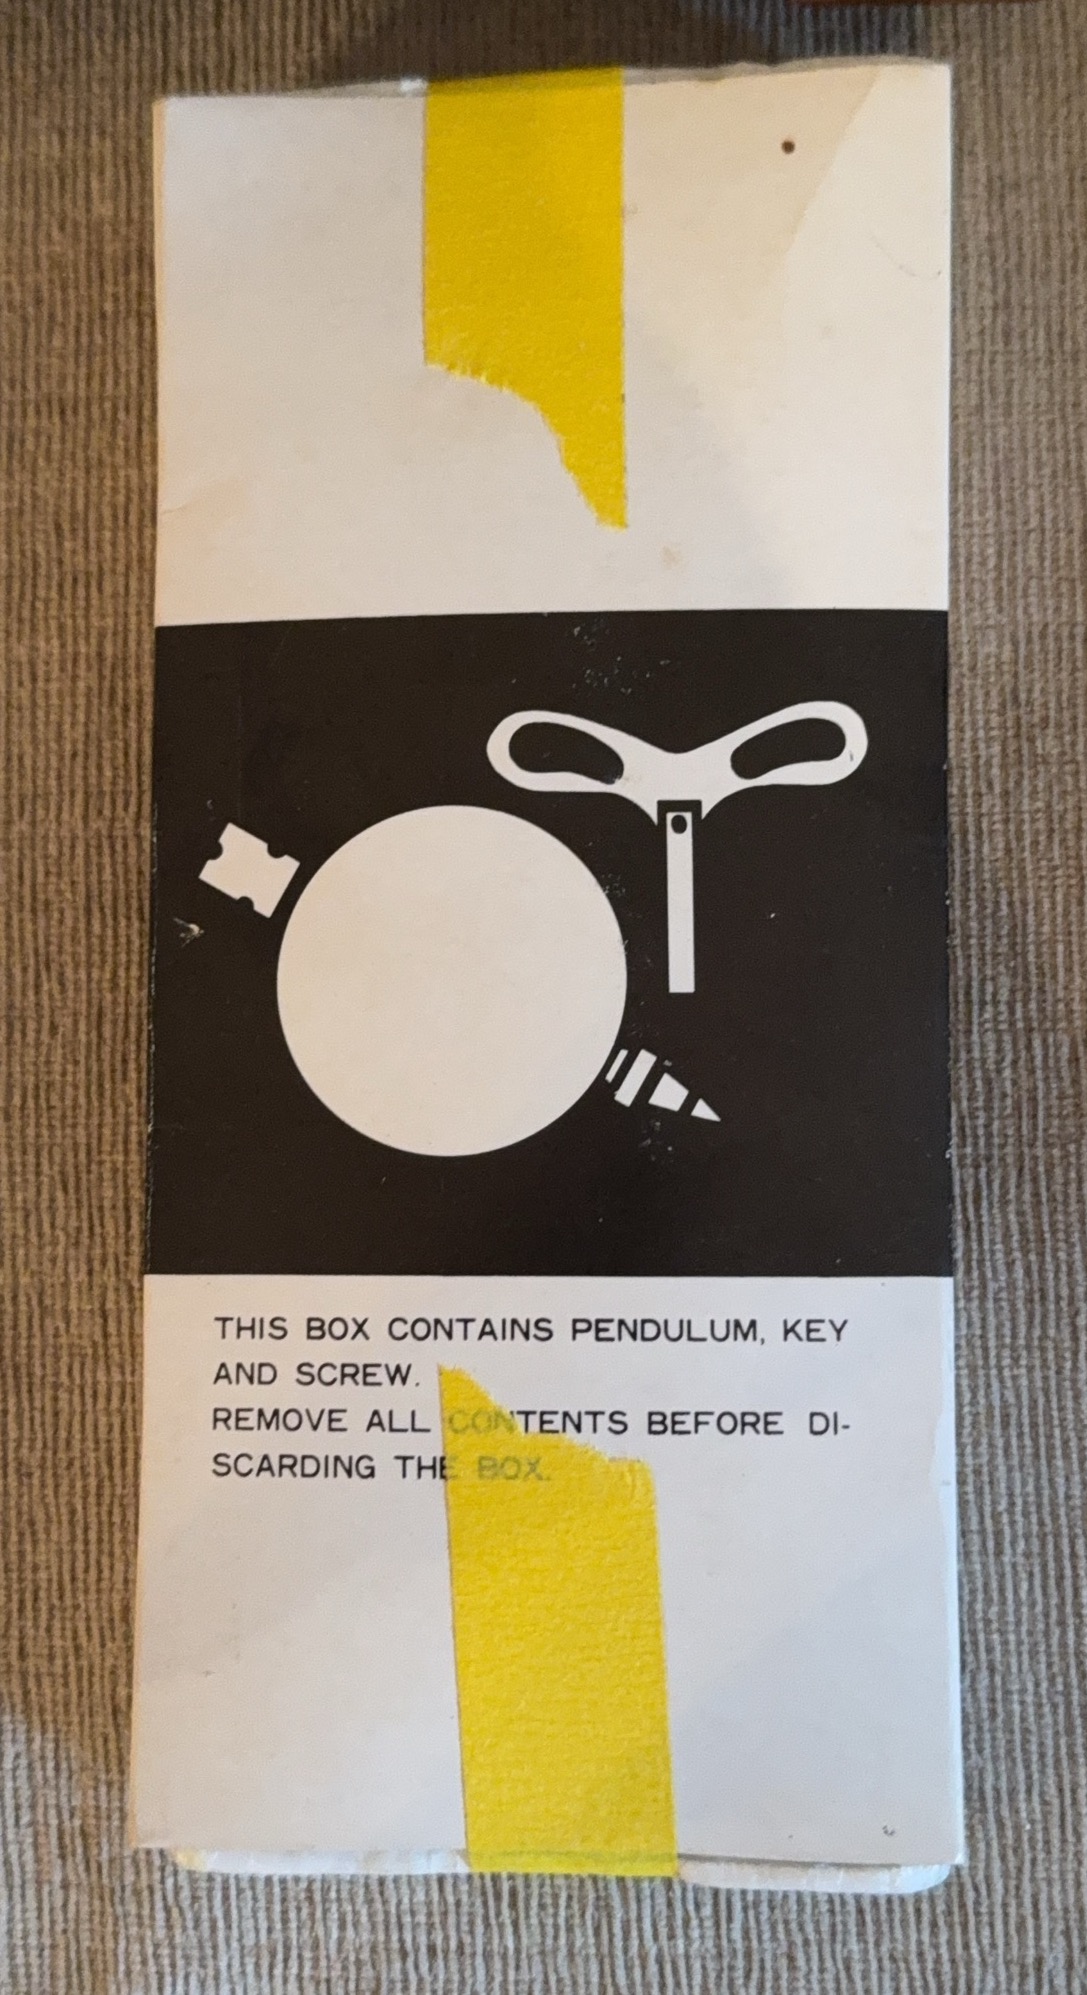 THIS BOX CONTAINS PENDULUM, KEY
AND SCREW.
REMOVE ALL CONTENTS BEFORE DI-
SCARDING THE BOX.